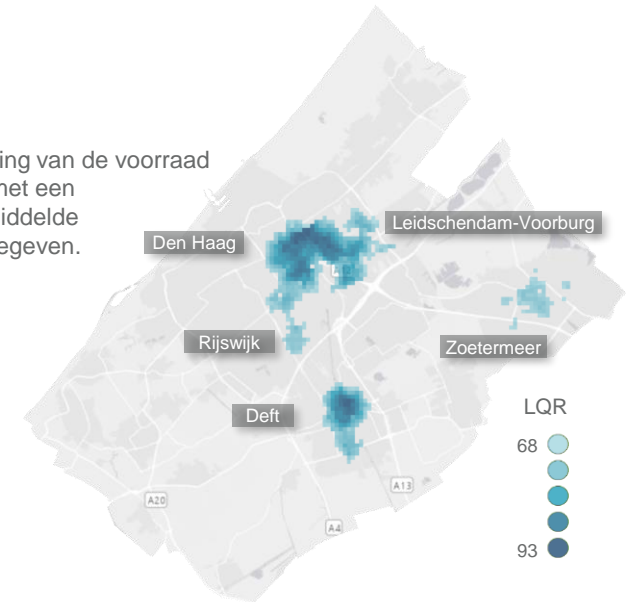 ing van de voorraad
met een
iddelde
egeven.
Leidschendam-Voorburg
Den Haag
Rijswijk
Zoetermeer
Deft
LQR
68
93
A13
A20
A4